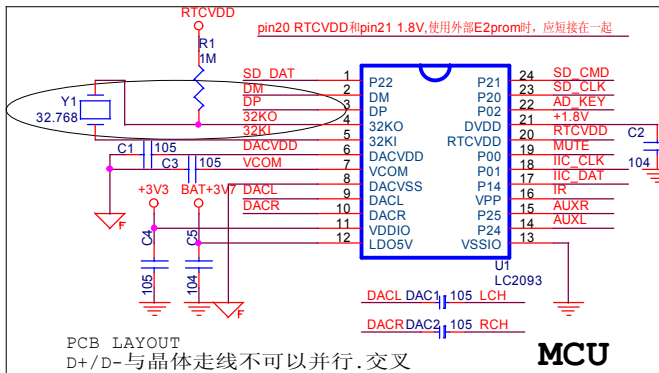 RTCVDD
pin20 RTCVDD和pin21 1.8V,使用外部E2prom时, 应短接在一起
R1
1M
SD_DAT 1 P22 P21 24 SD_CMD
DM 2 DM P20 23 SD_CLK
DP 3 DP P02 22 AD_KEY
32KO 4 32KO DVDD 21 +1.8V
32KI 5 32KI RTCVDD 20 RTCVDD
DACVDD 6 DACVDD P00 19 MUTE
VCOM 7 VCOM P01 18 IIC_CLK
8 DACVSS P14 17 IIC_DAT
DACL 9 DACL VPP 16 IR
DACR 10 DACR P25 15 AUXR
11 VDDIO P24 14 AUXL
12 LDO5V VSSIO 13
Y1
32.768
C1 105
C3 105
C2
104
+3V3 BAT+3V7
F
C4
105
C5
104
F
U1
LC2093
DACL DAC1 105 LCH
DACR DAC2 105 RCH
PCB LAYOUT
D+/D-与晶体走线不可以并行.交叉
MCU